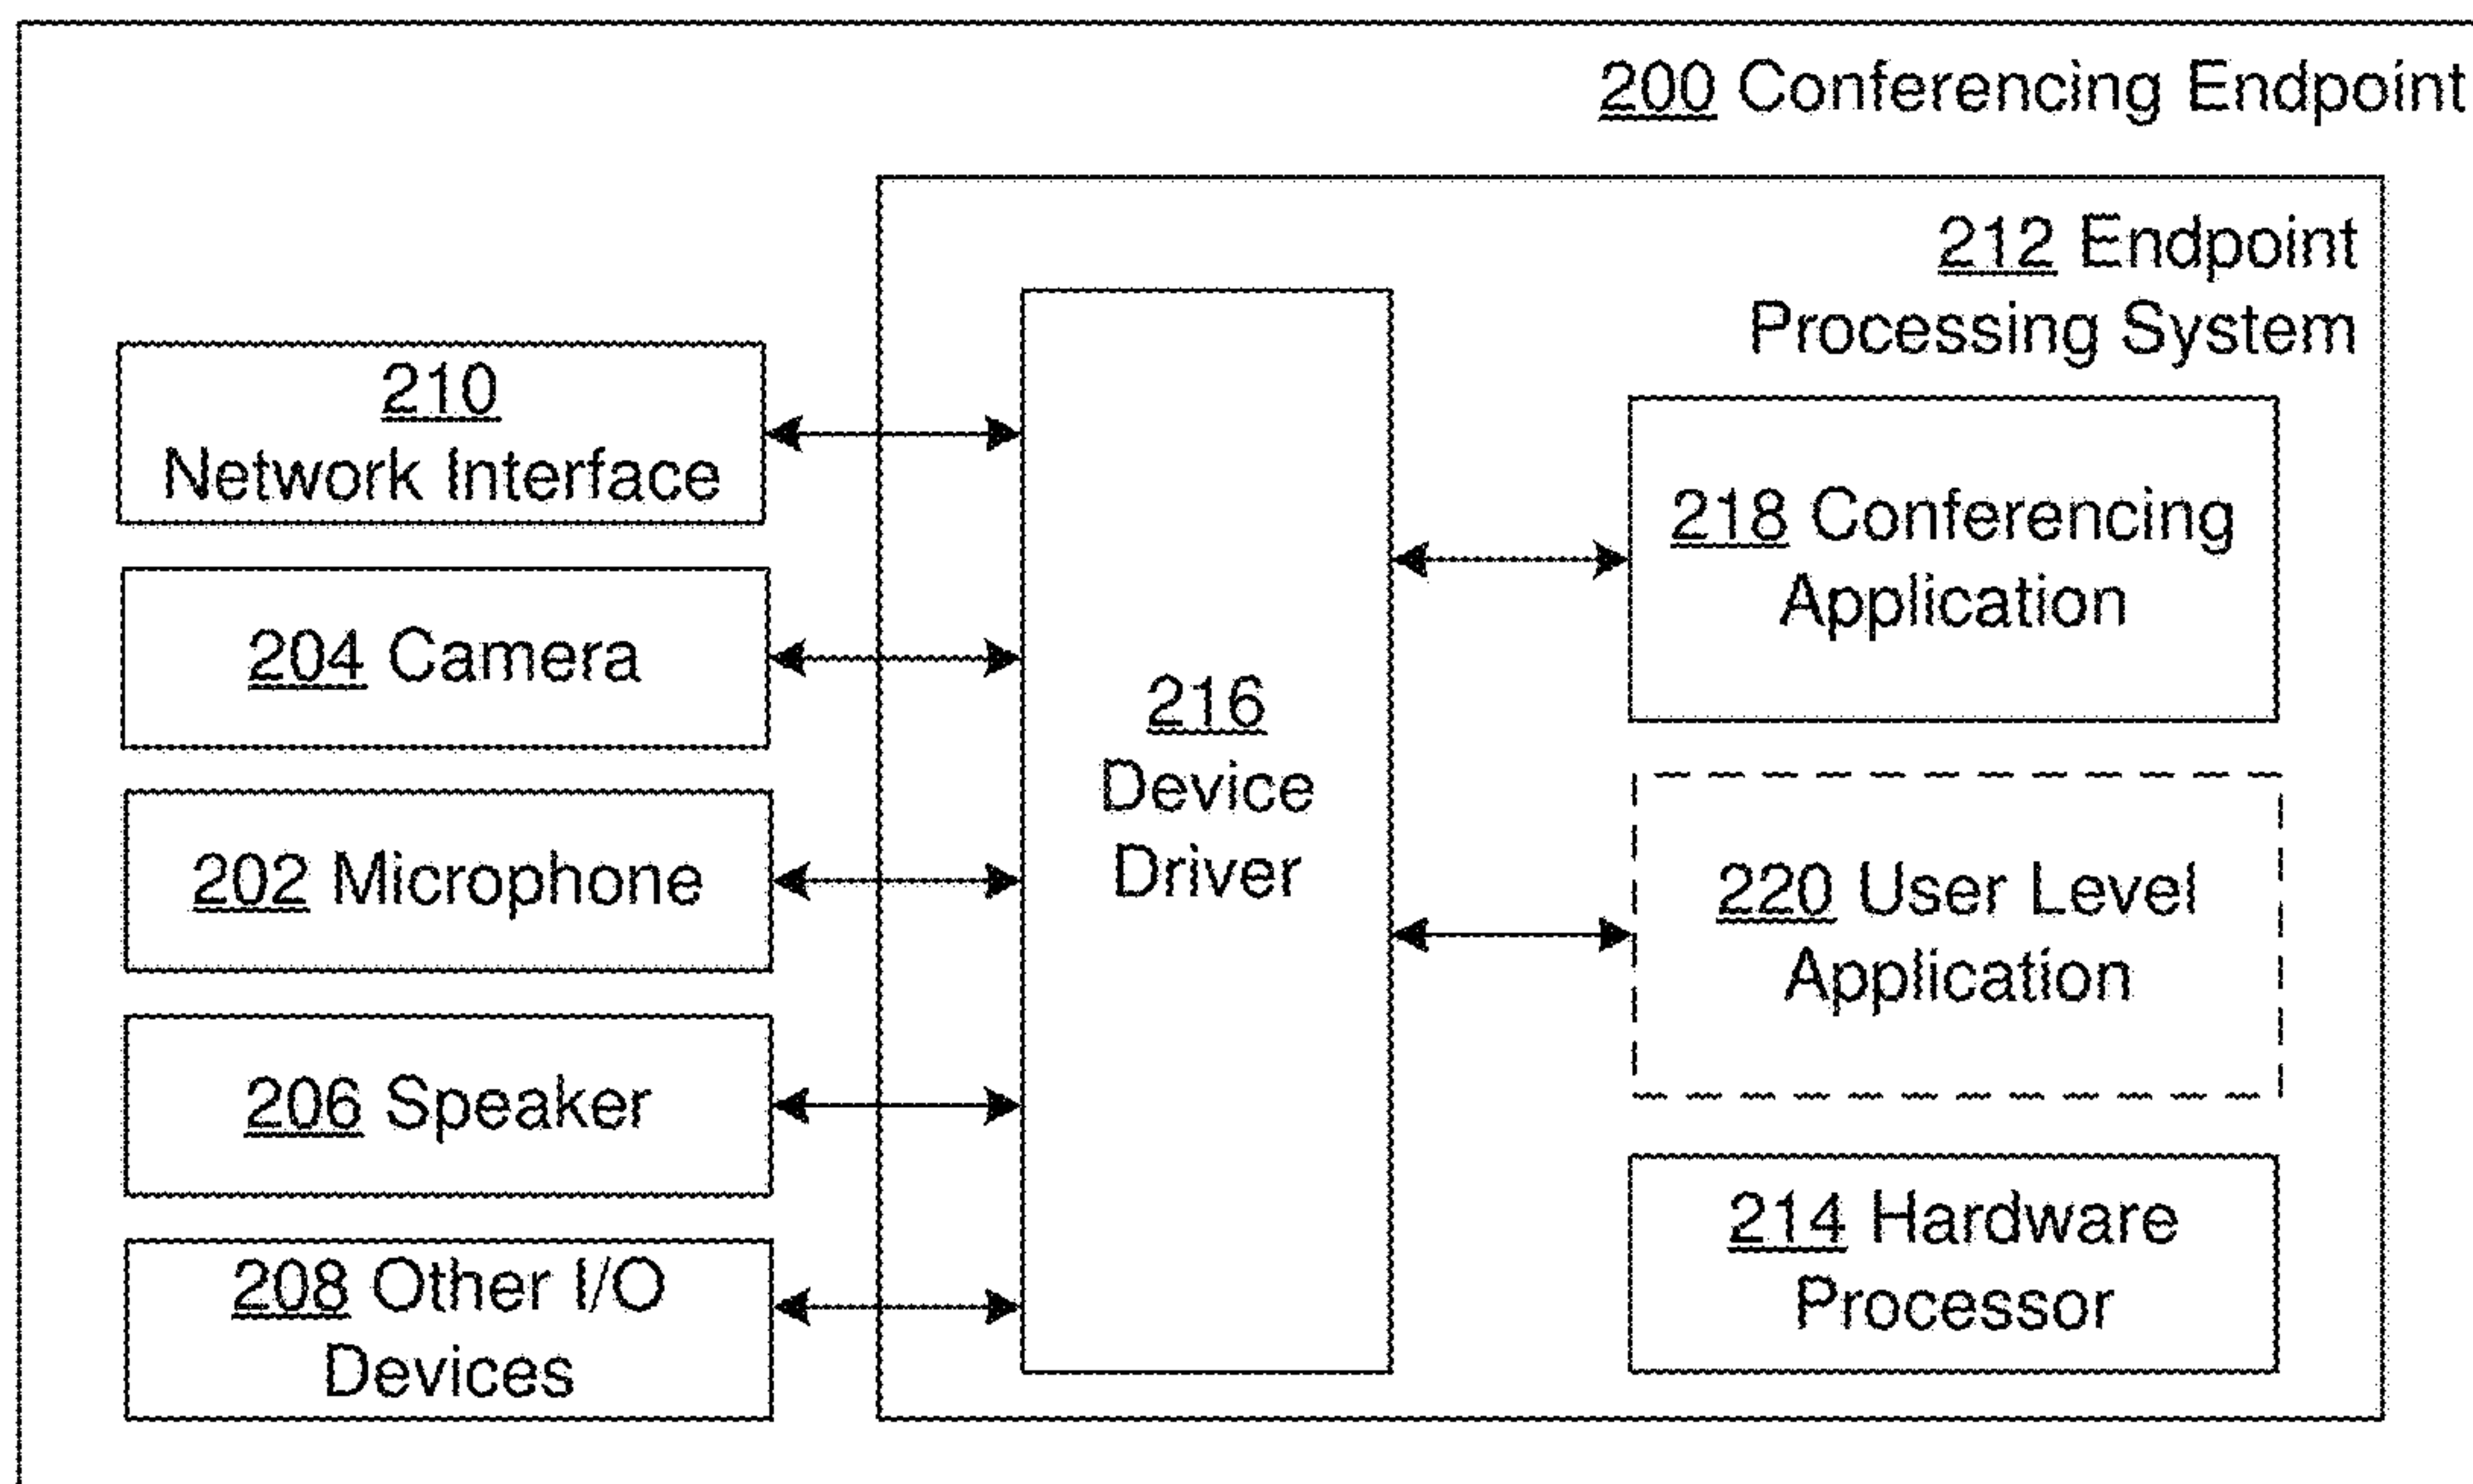 200 Conferencing Endpoint
212 Endpoint
Processing System
210
Network Interface
204 Camera
202 Microphone
206 Speaker
208 Other I/O
Devices
216
Device
Driver
218 Conferencing
Application
220 User Level
Application
214 Hardware
Processor